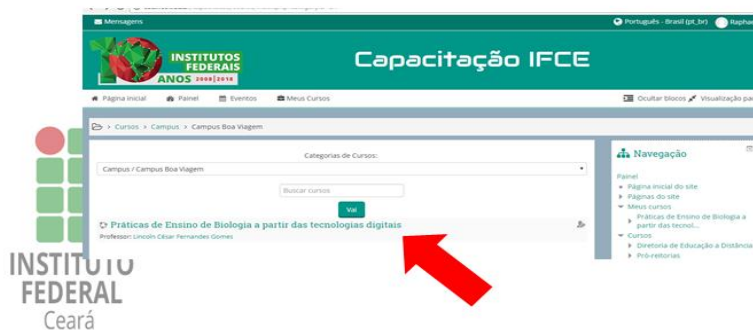 Mensagens
Português - Brasil (pt_br)
INSTITUTOS
FEDERAIS
ANOS 2008|2018
Capacitação IFCE
Página inicial Painel Eventos Meus Cursos
Ocultar blocos Visualização
> Cursos > Campus > Campus Boa Viagem
Categorias de Cursos:
Campus / Campus Boa Viagem
Buscar cursos
Vai
Práticas de Ensino de Biologia a partir das tecnologias digitais
Professor: Lincoln César Fernandes Gomes
Navegação
Painel
Página inicial do site
Páginas do site
Meus cursos
Práticas de Ensino de Biologia a
partir das tecnol...
Cursos
Diretoria de Educação a Distância
Pró-reitorias
INSTITUTO
FEDERAL
Ceará